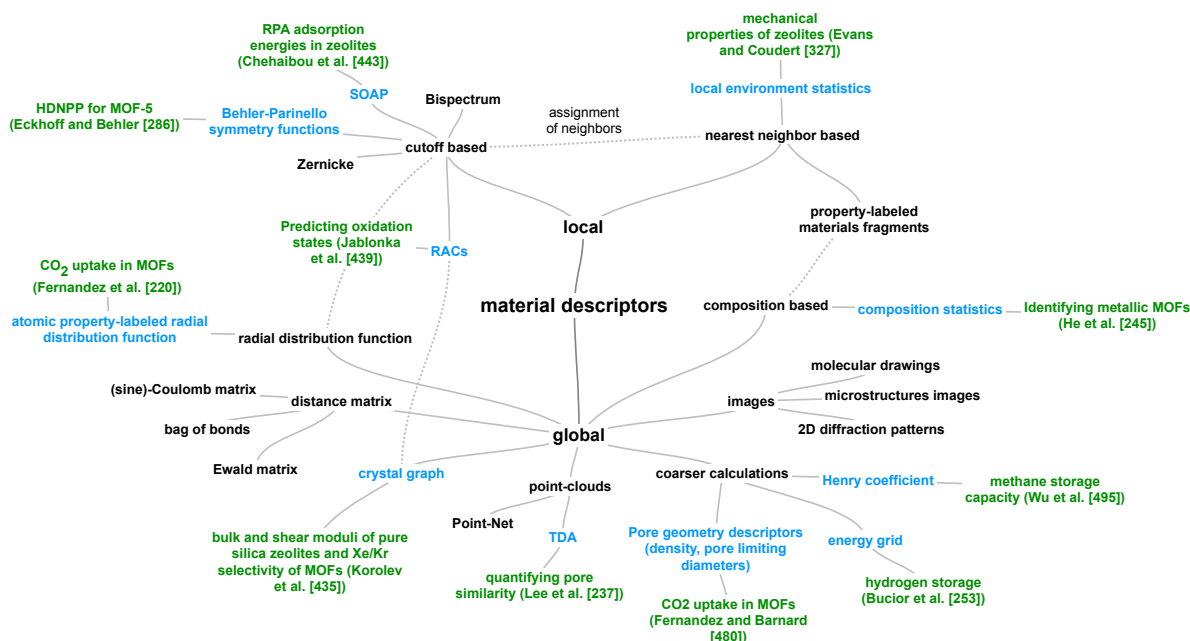 RPA adsorption
energies in zeolites
(Chehaibou et al. [443])
mechanical
properties of zeolites (Evans
and Coudert [327])
SOAP
Bispectrum
local environment statistics
HDNPP for MOF-5
(Eckhoff and Behler [286])
Behler-Parinello
symmetry functions
assignment
of neighbors
cutoff based
nearest neighbor based
Zernicke
property-labeled
materials fragments
Predicting oxidation
states (Jablonka
et al. [439])
RACs
local
CO2 uptake in MOFs
(Fernandez et al. [220])
material descriptors
composition based
composition statistics
Identifying metallic MOFs
(He et al. [245])
atomic property-labeled radial
distribution function
radial distribution function
molecular drawings
(sine)-Coulomb matrix
distance matrix
images
microstructures images
bag of bonds
2D diffraction patterns
global
Ewald matrix
crystal graph
point-clouds
coarser calculations
Henry coefficient
methane storage
capacity (Wu et al. [495])
Point-Net
bulk and shear moduli of pure
silica zeolites and Xe/Kr
selectivity of MOFs (Korolev
et al. [435])
TDA
Pore geometry descriptors
(density, pore limiting
diameters)
energy grid
quantifying pore
similarity (Lee et al. [237])
hydrogen storage
(Bucior et al. [253])
CO2 uptake in MOFs
(Fernandez and Barnard
[480])